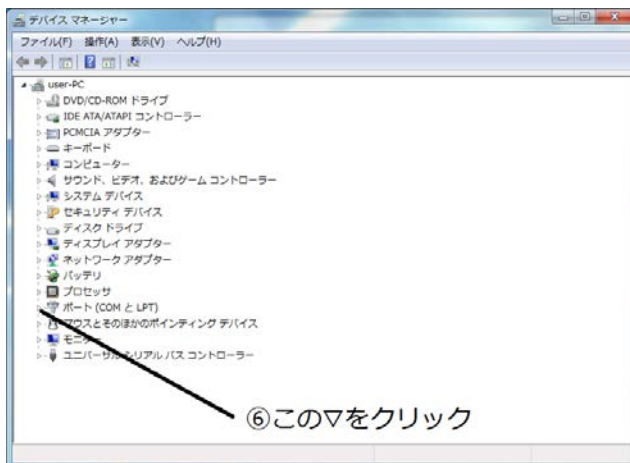 デバイス マネージャー
ファイル(F) 操作(A) 表示(V) ヘルプ(H)
user-PC
DVD/CD-ROM ドライブ
IDE ATA/ATAPI コントローラー
PCMCIA アダプター
キーボード
コンピューター
サウンド、ビデオ、およびゲーム コントローラー
システム デバイス
セキュリティ デバイス
ディスク ドライブ
ディスプレイ アダプター
ネットワーク アダプター
バッテリ
プロセッサ
ポート (COM と LPT)
マウスとそのほかのポインティング デバイス
モニター
ユニバーサル シリアル バス コントローラー
⑥この▽をクリック